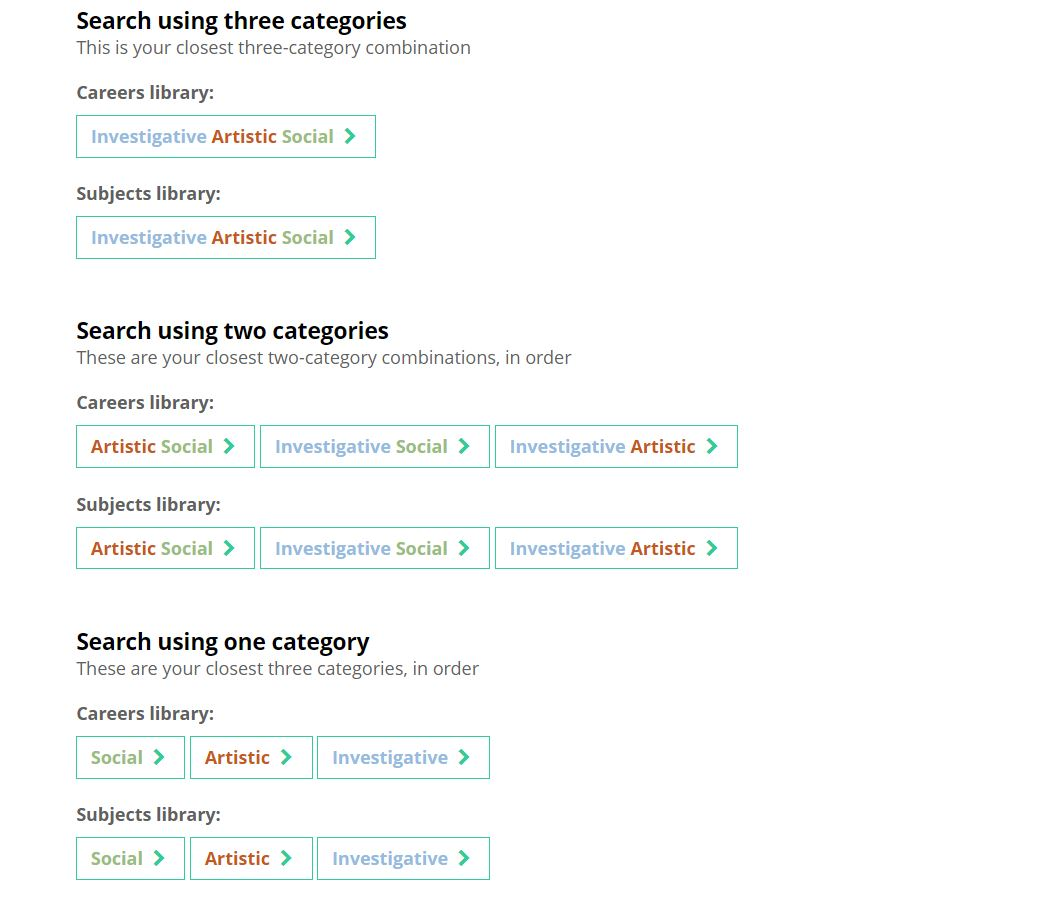 Search using three categories
This is your closest three-category combination
Careers library:
Investigative Artistic Social
Subjects library:
Investigative Artistic Social
Search using two categories
These are your closest two-category combinations, in order
Careers library:
Artistic Social Investigative Social Investigative Artistic
Subjects library:
Artistic Social Investigative Social Investigative Artistic
Search using one category
These are your closest three categories, in order
Careers library:
Social Artistic Investigative
Subjects library:
Social Artistic Investigative